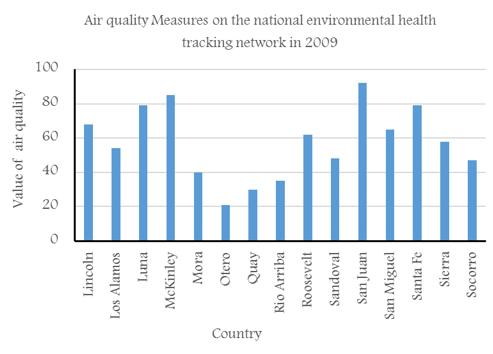 Air quality Measures on the national environmental health
tracking network in 2009
Value of air quality
100
80
60
40
20
0
Lincoln
Los Alamos
Luna
McKinley
Mora
Otero
Quay
Rio Arriba
Roosevelt
Sandoval
San Juan
San Miguel
Santa Fe
Sierra
Socorro
Country